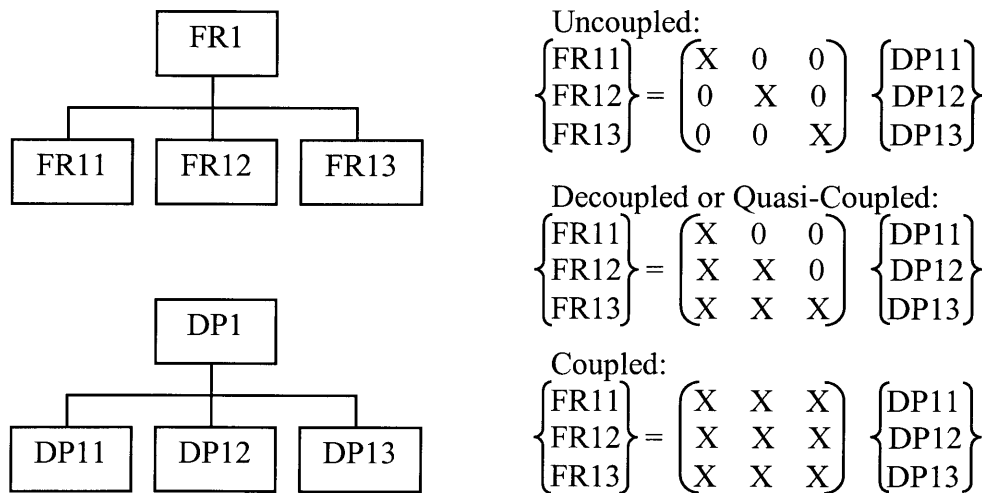 FR1
FR11 FR12 FR13
DP1
DP11 DP12 DP13
Uncoupled:
{FR11} = (X 0 0) {DP11}
{FR12} = (0 X 0) {DP12}
{FR13} = (0 0 X) {DP13}
Decoupled or Quasi-Coupled:
{FR11} = (X 0 0) {DP11}
{FR12} = (X X 0) {DP12}
{FR13} = (X X X) {DP13}
Coupled:
{FR11} = (X X X) {DP11}
{FR12} = (X X X) {DP12}
{FR13} = (X X X) {DP13}